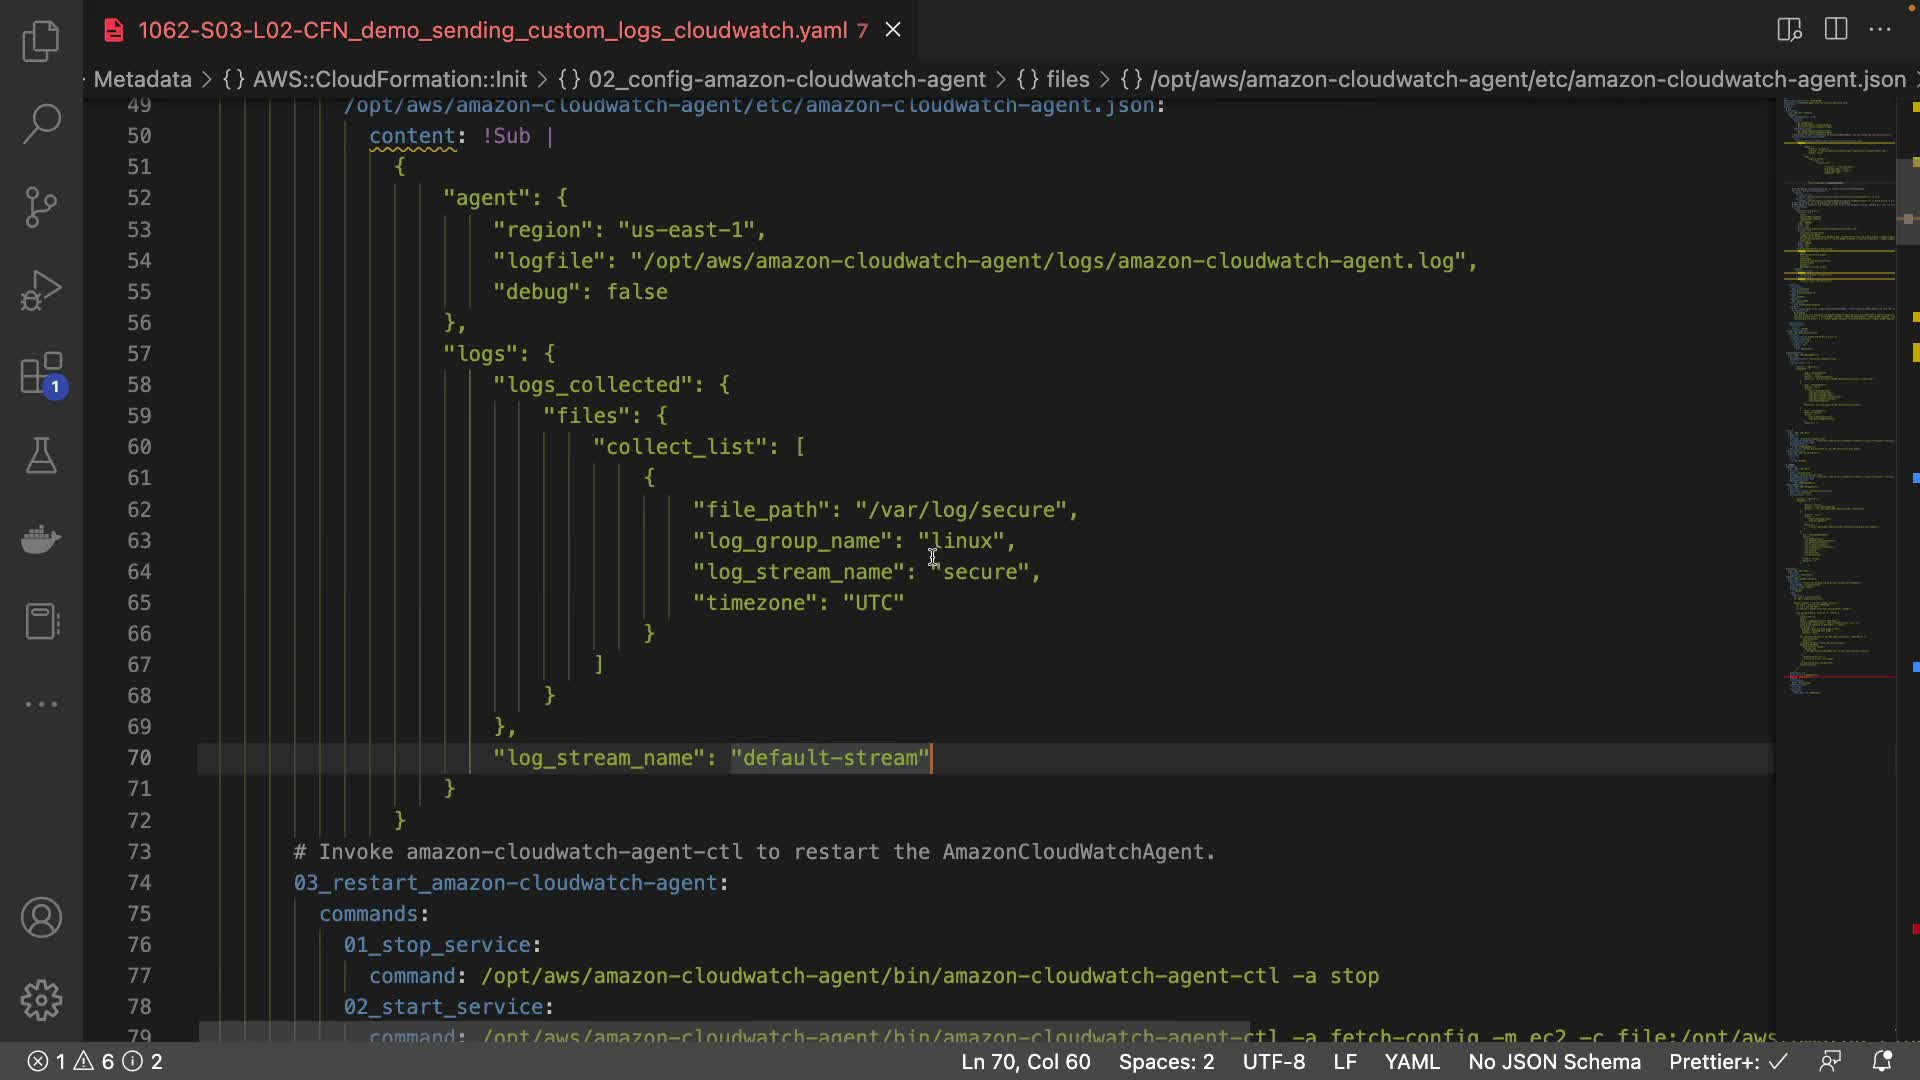 1062-S03-L02-CFN_demo_sending_custom_logs_cloudwatch.yaml 7
Metadata > {} AWS::CloudFormation::Init > {} 02_config-amazon-cloudwatch-agent > {} files > {} /opt/aws/amazon-cloudwatch-agent/etc/amazon-cloudwatch-agent.json >
49 /opt/aws/amazon-cloudwatch-agent/etc/amazon-cloudwatch-agent.json:
50 content: !Sub |
51 {
52 "agent": {
53 "region": "us-east-1",
54 "logfile": "/opt/aws/amazon-cloudwatch-agent/logs/amazon-cloudwatch-agent.log",
55 "debug": false
56 },
57 "logs": {
58 "logs_collected": {
59 "files": {
60 "collect_list": [
61 {
62 "file_path": "/var/log/secure",
63 "log_group_name": "linux",
64 "log_stream_name": "secure",
65 "timezone": "UTC"
66 }
67 ]
68 }
69 },
70 "log_stream_name": "default-stream"
71 }
72 }
73 # Invoke amazon-cloudwatch-agent-ctl to restart the AmazonCloudWatchAgent.
74 03_restart_amazon-cloudwatch-agent:
75 commands:
76 01_stop_service:
77 command: /opt/aws/amazon-cloudwatch-agent/bin/amazon-cloudwatch-agent-ctl -a stop
78 02_start_service:
79 command: /opt/aws/amazon-cloudwatch-agent/bin/amazon-cloudwatch-agent-ctl -a fetch-config -m ec2 -c file:/opt/aws
1
1 6 2 Ln 70, Col 60 Spaces: 2 UTF-8 LF YAML No JSON Schema Prettier+: ✓